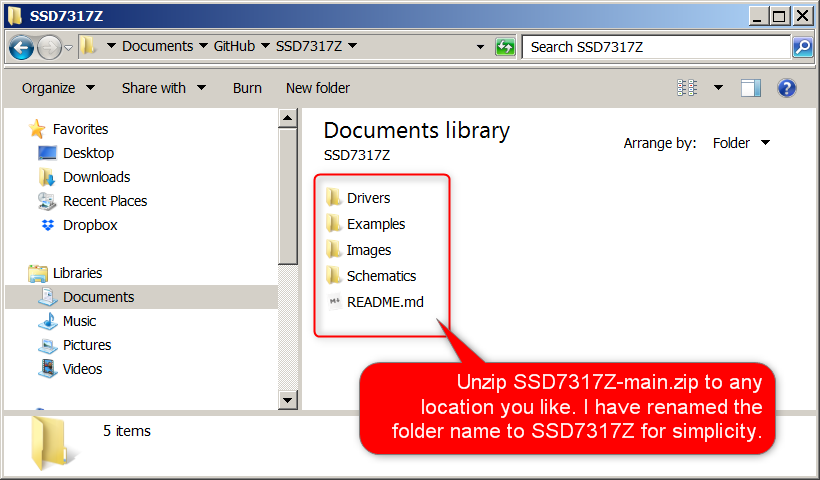 SSD7317Z
Documents GitHub SSD7317Z
Search SSD7317Z
Organize Share with Burn New folder
Favorites
Desktop
Downloads
Recent Places
Dropbox
Libraries
Documents
Music
Pictures
Videos
Documents library
SSD7317Z
Arrange by: Folder
Drivers
Examples
Images
Schematics
README.md
Unzip SSD7317Z-main.zip to any
location you like. I have renamed the
folder name to SSD7317Z for simplicity.
5 items